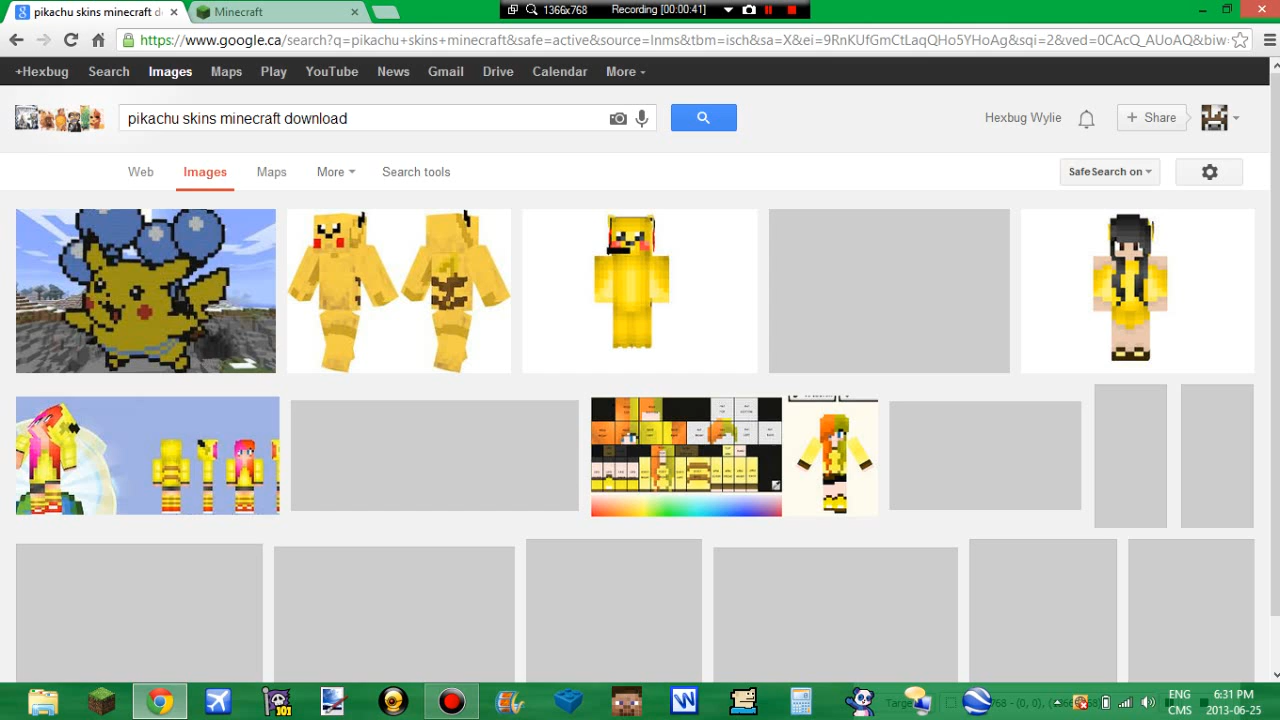 pikachu skins minecraft d
Minecraft
1366x768
Recording [00:00:41]
https://www.google.ca/search?q=pikachu+skins+minecraft&safe=active&source=lnms&tbm=isch&sa=X&ei=9RnKUfGmCtLaqQHo5YHoAg&sqi=2&ved=0CAcQ_AUoAQ&biw
+Hexbug Search Images Maps Play YouTube News Gmail Drive Calendar More
pikachu skins minecraft download
Hexbug Wylie
+ Share
Web Images Maps More Search tools
SafeSearch on
101
W
Target
ENG
6:31 PM
CMS
2013-06-25